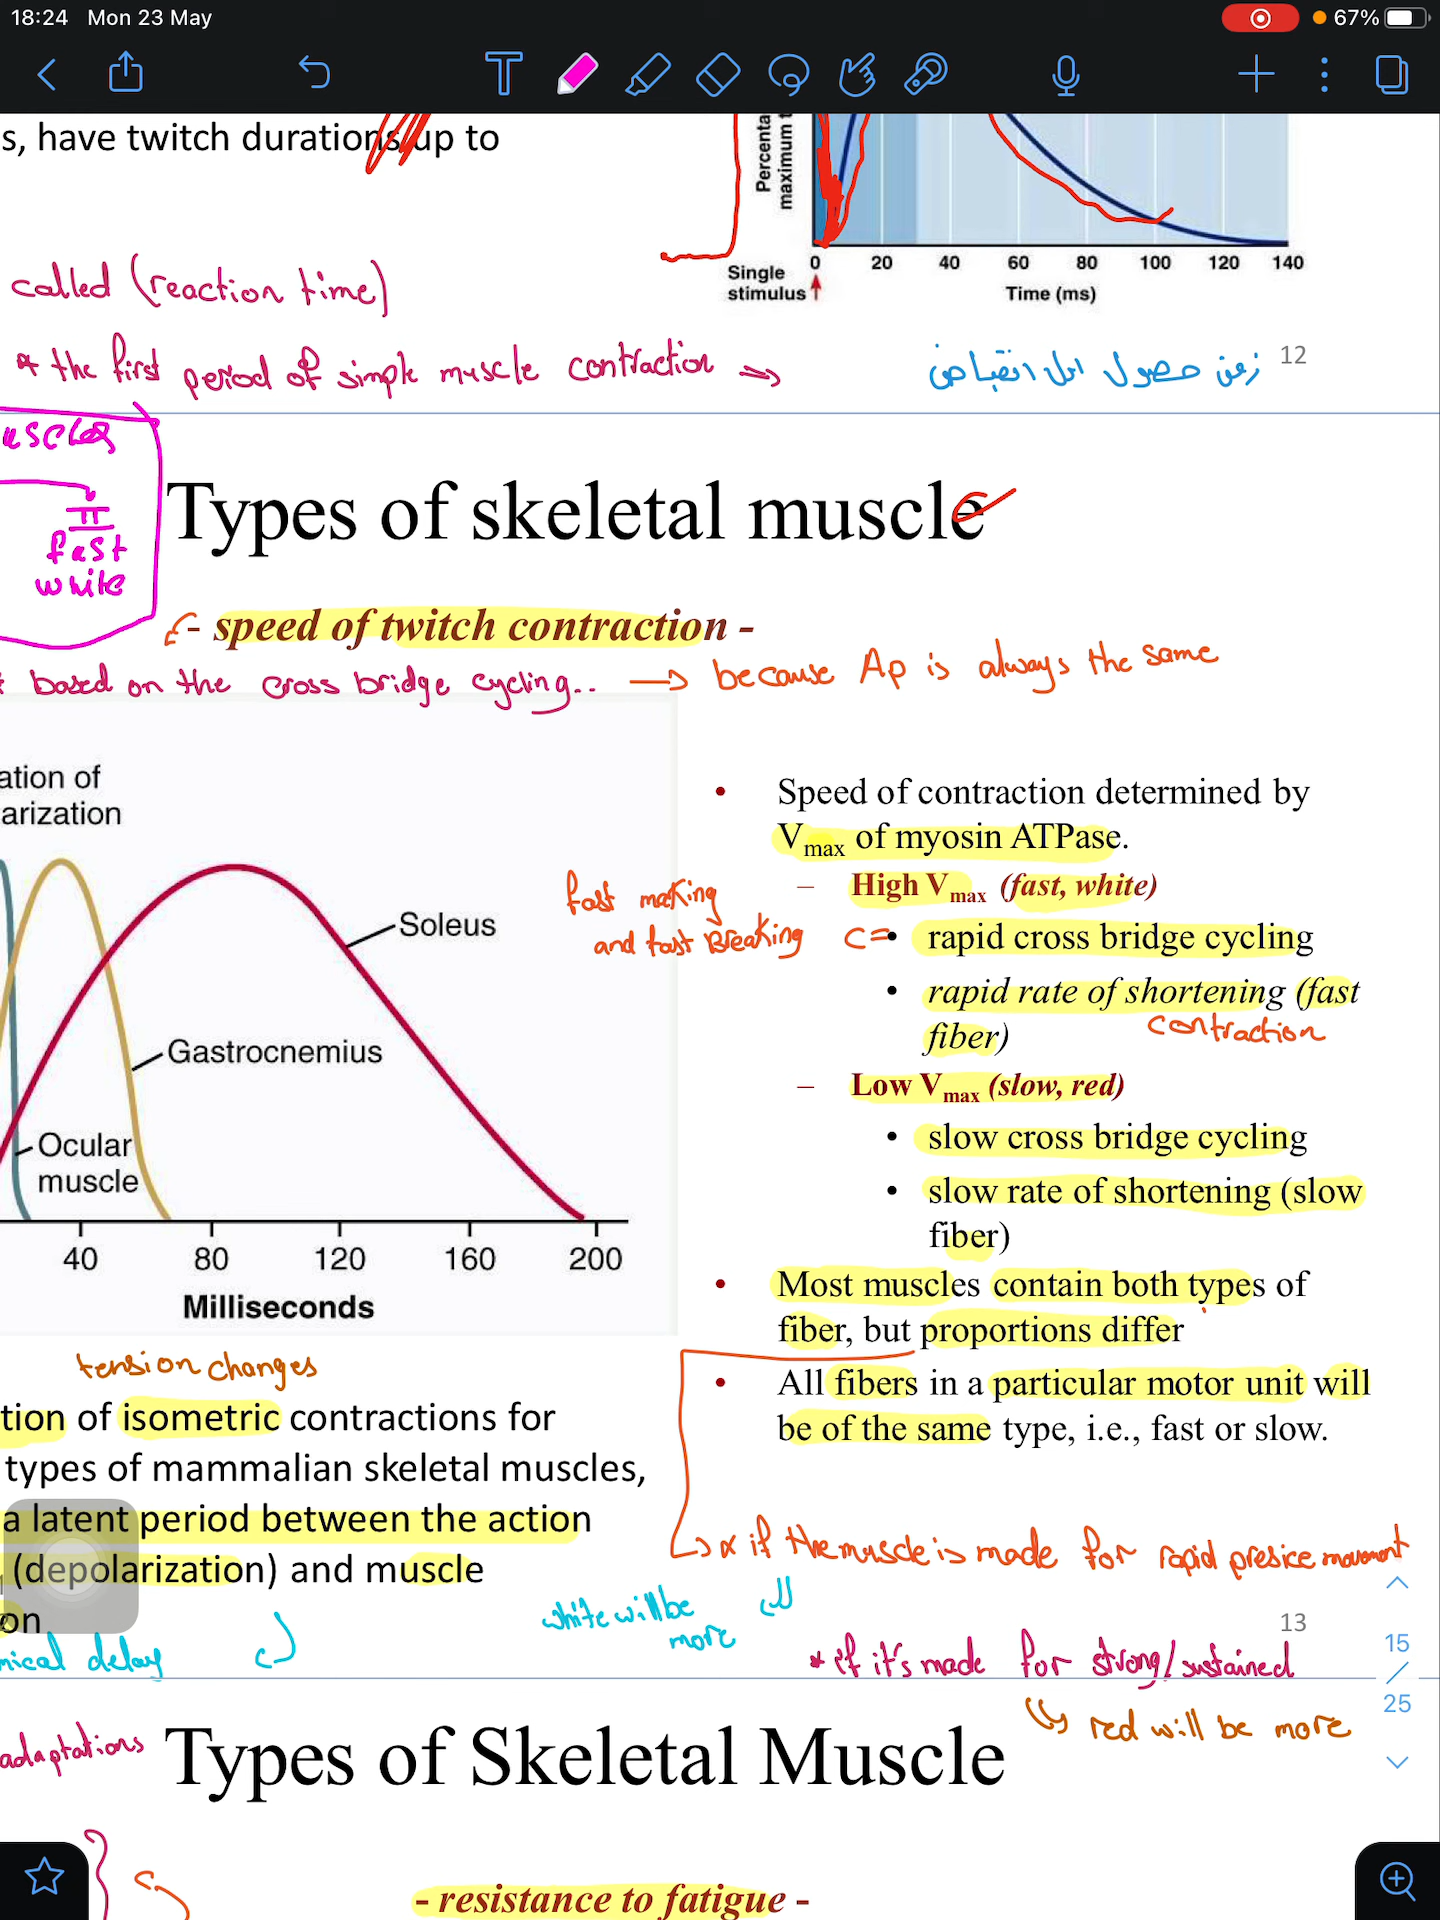 18:24 Mon 23 May
67%
s, have twitch durations up to
Percenta
maximum t
0 20 40 60 80 100 120 140
Single
stimulus
Time (ms)
called (reaction time)
* the first period of simple muscle contraction
زمن حصول اول انقباض
12
uscles
II
fast
white
Types of skeletal muscle
- speed of twitch contraction -
* based on the cross bridge cycling.. → because Ap is always the same
ation of
arization
Soleus
Gastrocnemius
Ocular
muscle
40 80 120 160 200
Milliseconds
• Speed of contraction determined by
Vmax of myosin ATPase.
– High Vmax (fast, white)
fast making
and fast Breaking
• rapid cross bridge cycling
• rapid rate of shortening (fast
fiber)
contraction
– Low Vmax (slow, red)
• slow cross bridge cycling
• slow rate of shortening (slow
fiber)
• Most muscles contain both types of
fiber, but proportions differ
• All fibers in a particular motor unit will
be of the same type, i.e., fast or slow.
tension changes
tion of isometric contractions for
types of mammalian skeletal muscles,
a latent period between the action
(depolarization) and muscle
on
mical delay
* if the muscle is made for rapid presice movement
white will be
more
13
* if it's made for strong/sustained
red will be more
15
/
25
adaptations
Types of Skeletal Muscle
- resistance to fatigue -